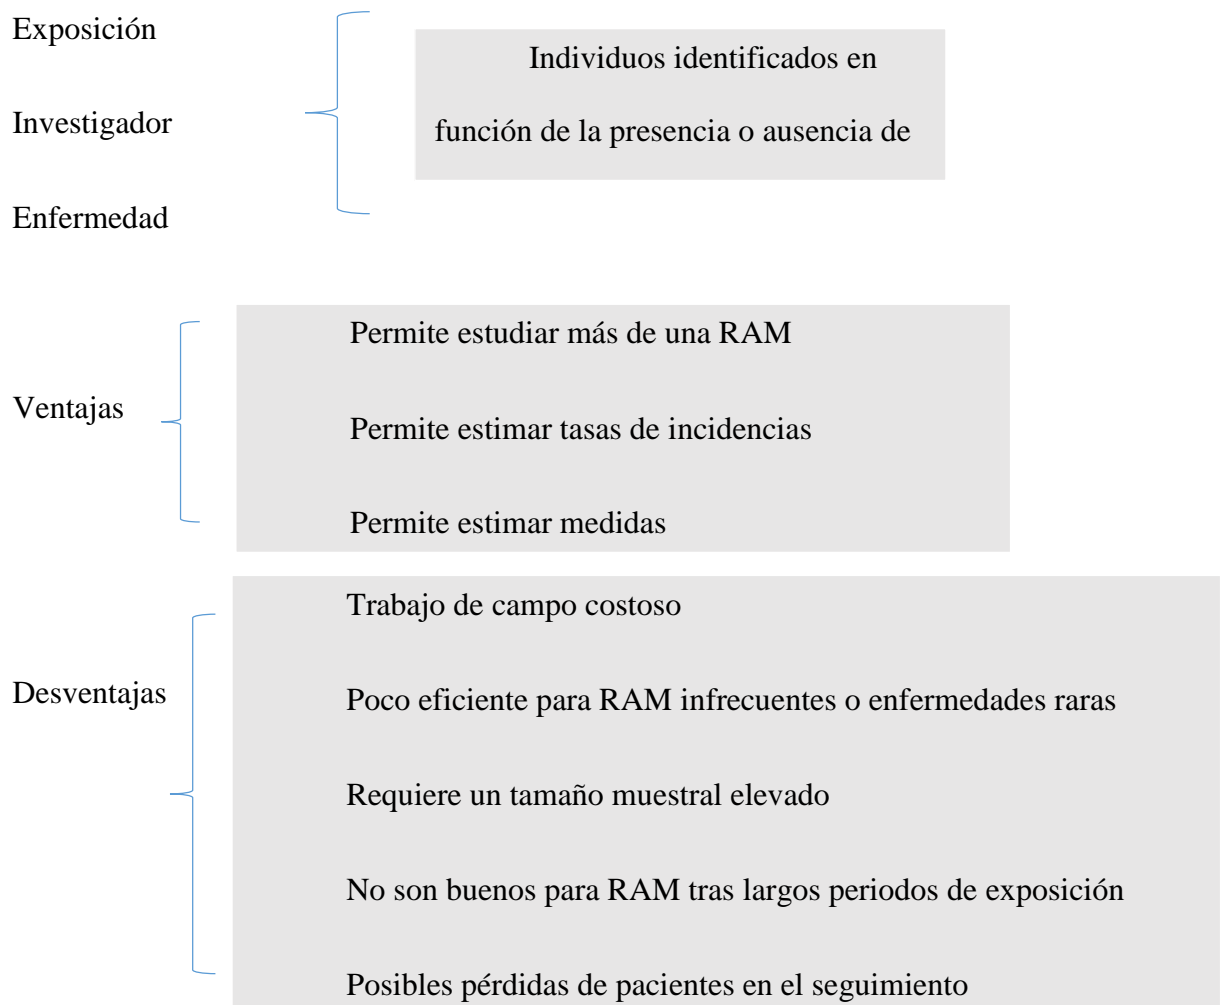 Exposición
Investigador
Enfermedad
Individuos identificados en
función de la presencia o ausencia de
Ventajas
Permite estudiar más de una RAM
Permite estimar tasas de incidencias
Permite estimar medidas
Desventajas
Trabajo de campo costoso
Poco eficiente para RAM infrecuentes o enfermedades raras
Requiere un tamaño muestral elevado
No son buenos para RAM tras largos periodos de exposición
Posibles pérdidas de pacientes en el seguimiento